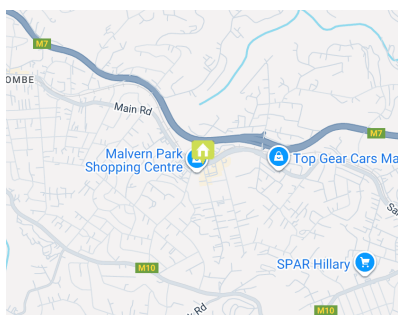 M7
OMBE
Main Rd
M7
Malvern Park
Shopping Centre
Top Gear Cars Ma
Sa
SPAR Hillary
M10
Rd
M10